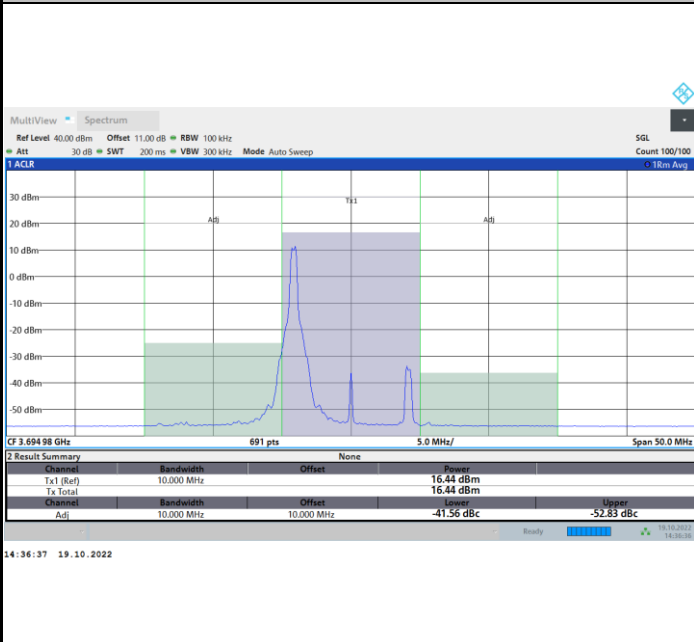 MultiView Spectrum
Ref Level 40.00 dBm Offset 11.00 dB RBW 100 kHz SGL
Att 30 dB SWT 200 ms VBW 300 kHz Mode Auto Sweep Count 100/100
1 ACLR 1Rm Avg
30 dBm
Tx1
20 dBm
Adj Adj
10 dBm
0 dBm
-10 dBm
-20 dBm
-30 dBm
-40 dBm
-50 dBm
CF 3.694 98 GHz 691 pts 5.0 MHz/ Span 50.0 MHz
2 Result Summary None
Channel Bandwidth Offset Power
Tx1 (Ref) 10.000 MHz 16.44 dBm
Tx Total 16.44 dBm
Channel Bandwidth Offset Lower Upper
Adj 10.000 MHz 10.000 MHz -41.56 dBc -52.83 dBc
Ready 19.10.2022
14:36:36
14:36:37 19.10.2022